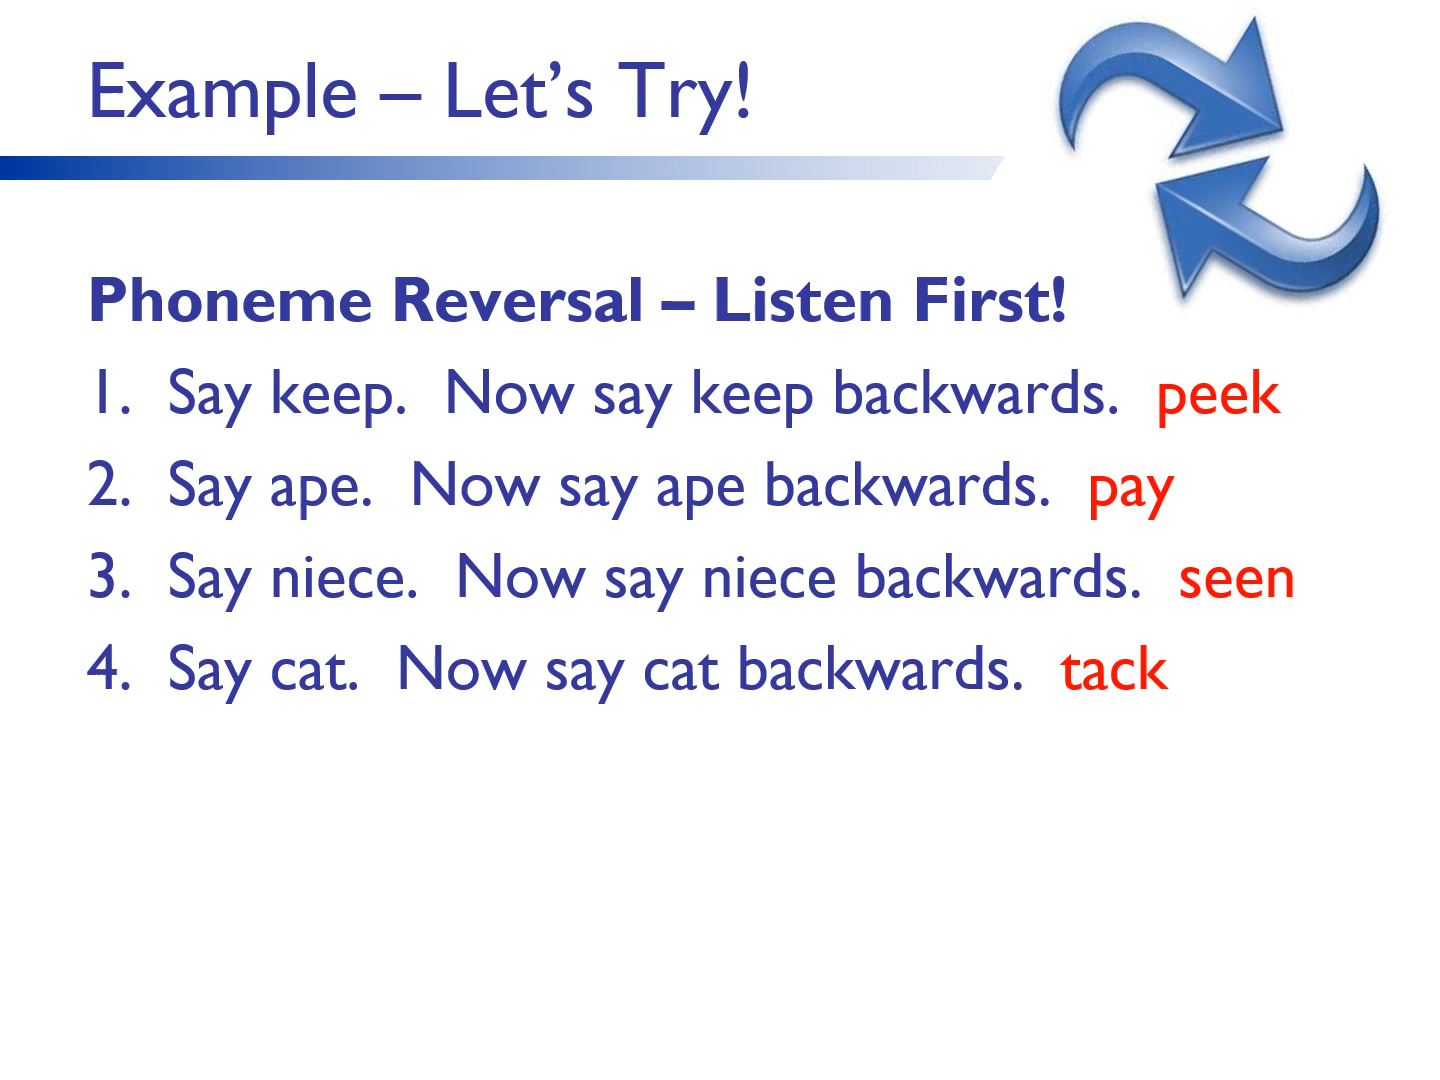 Example – Let’s Try!
Phoneme Reversal – Listen First!
1. Say keep. Now say keep backwards. peek
2. Say ape. Now say ape backwards. pay
3. Say niece. Now say niece backwards. seen
4. Say cat. Now say cat backwards. tack